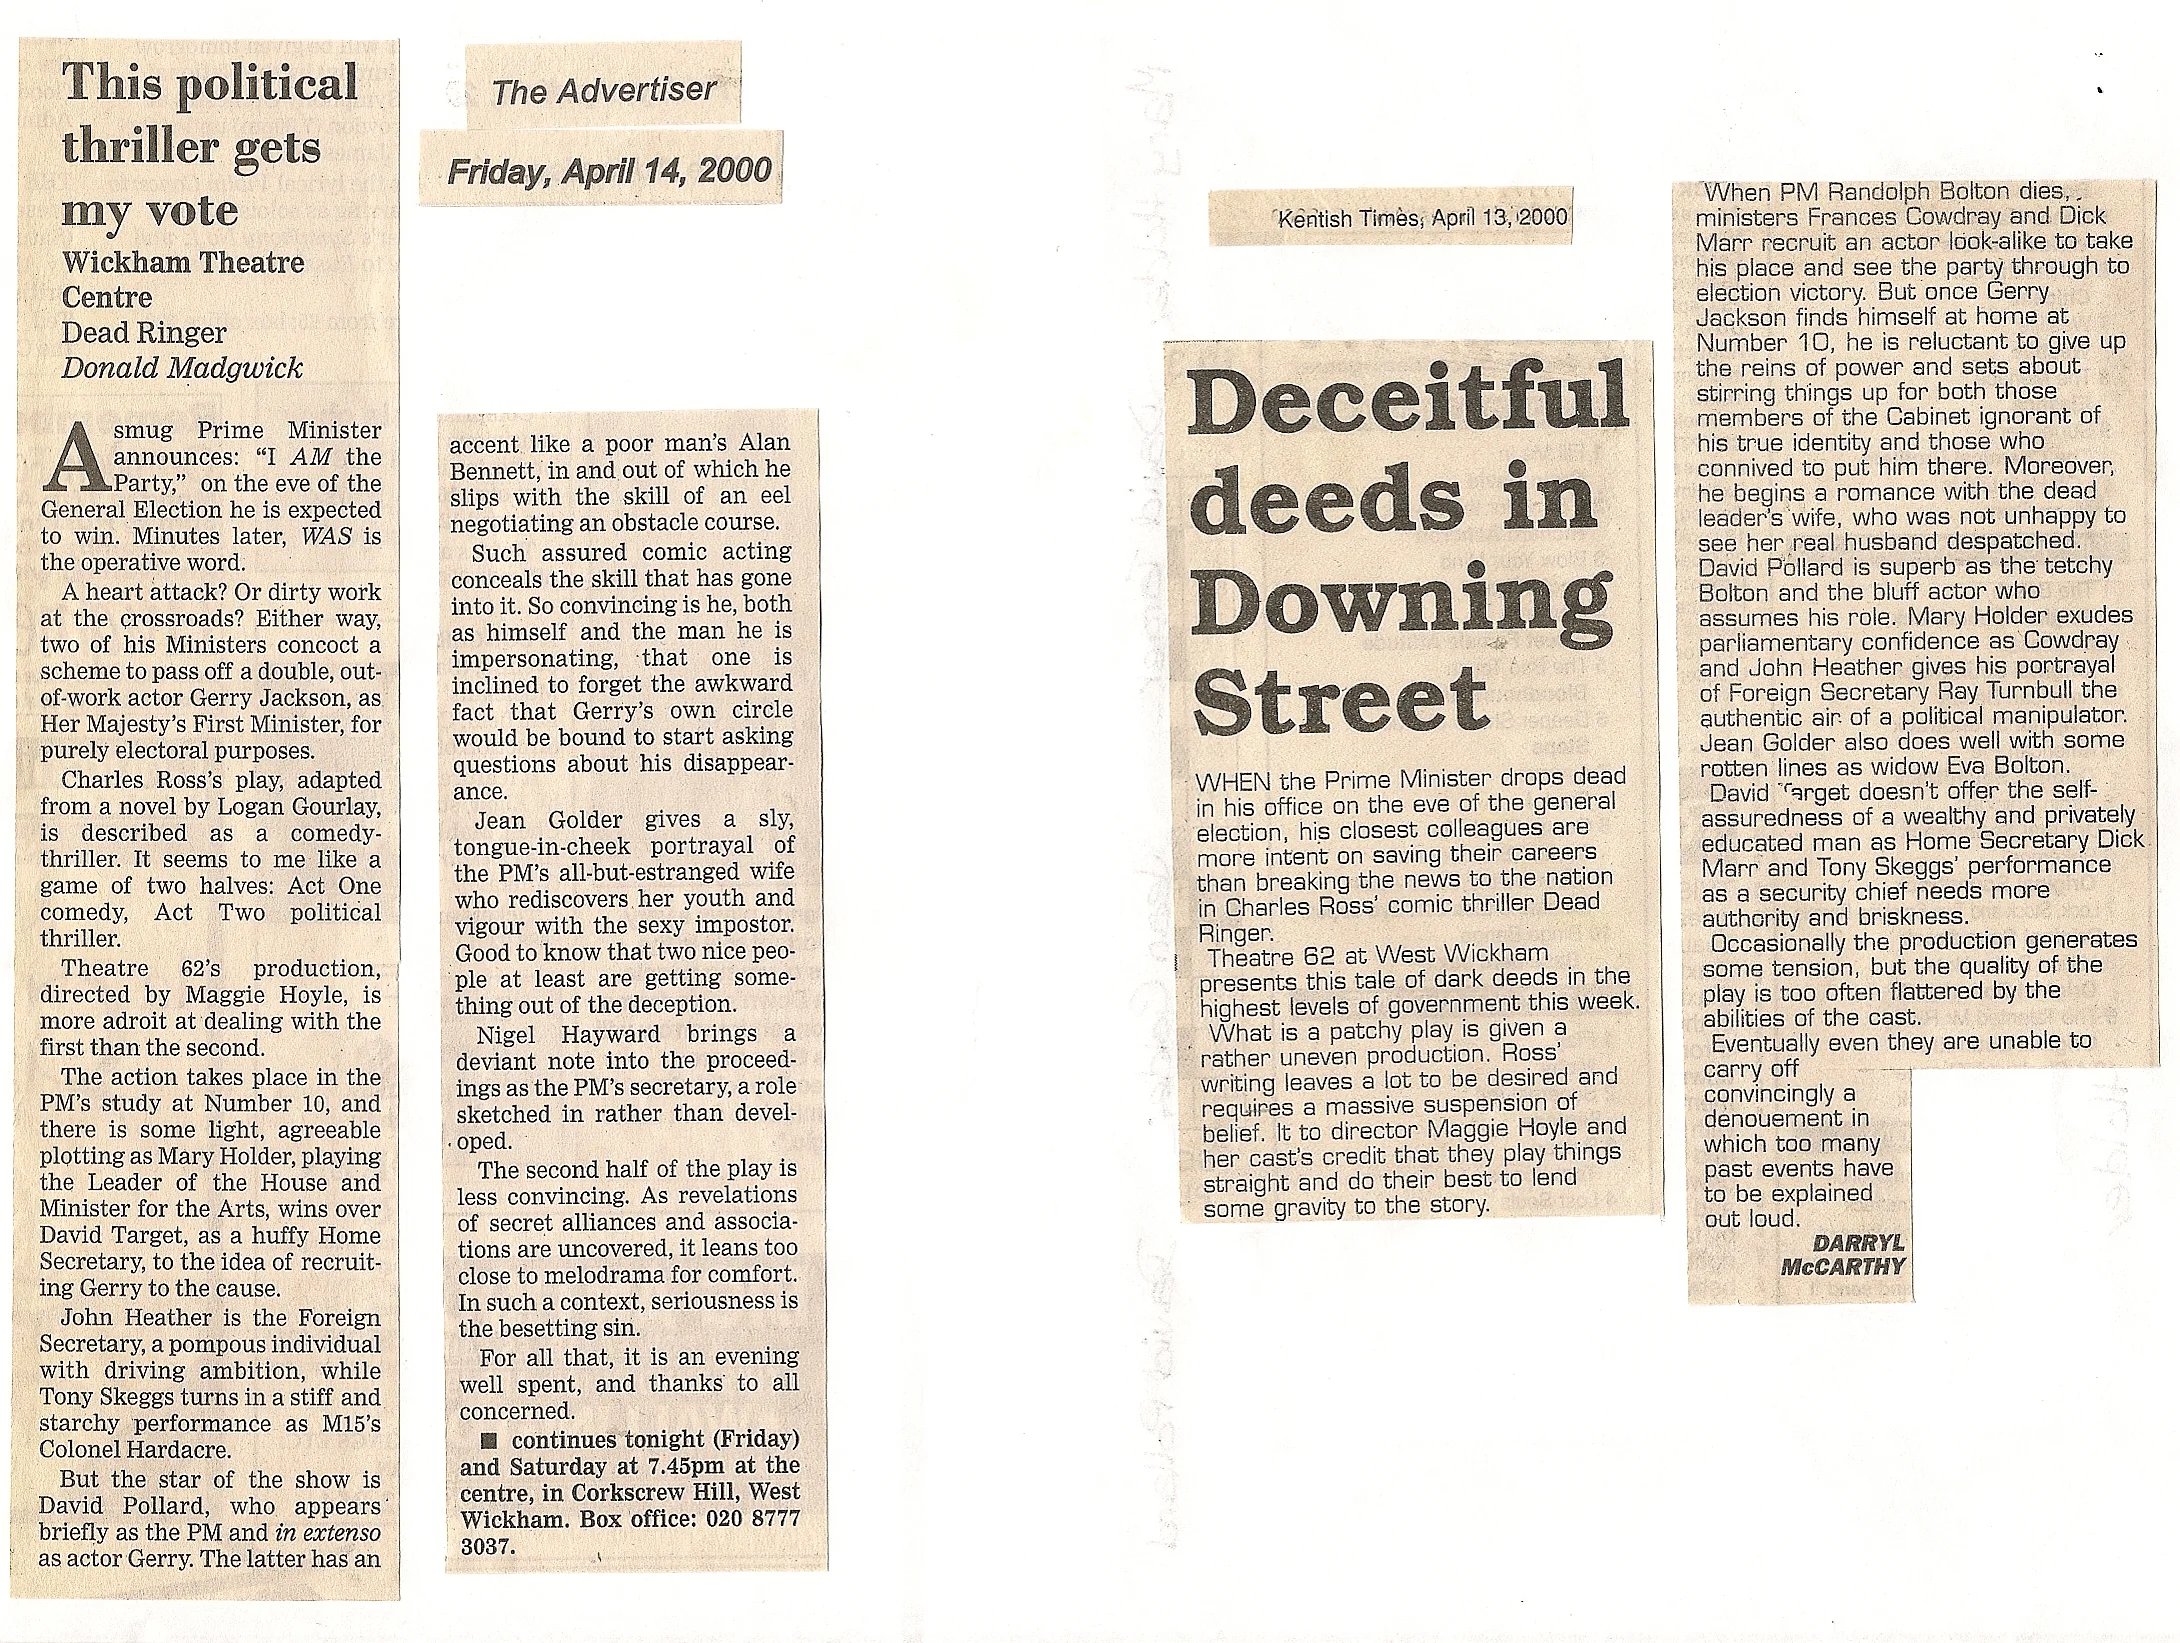 This political
thriller gets
my vote
Wickham Theatre
Centre
Dead Ringer
Donald Madgwick
A smug Prime Minister
announces: “I AM the
Party,” on the eve of the
General Election he is expected
to win. Minutes later, WAS is
the operative word.
A heart attack? Or dirty work
at the crossroads? Either way,
two of his Ministers concoct a
scheme to pass off a double, out-
of-work actor Gerry Jackson, as
Her Majesty’s First Minister, for
purely electoral purposes.
Charles Ross’s play, adapted
from a novel by Logan Gourlay,
is described as a comedy-
thriller. It seems to me like a
game of two halves: Act One
comedy, Act Two political
thriller.
Theatre 62’s production,
directed by Maggie Hoyle, is
more adroit at dealing with the
first than the second.
The action takes place in the
PM’s study at Number 10, and
there is some light, agreeable
plotting as Mary Holder, playing
the Leader of the House and
Minister for the Arts, wins over
David Target, as a huffy Home
Secretary, to the idea of recruit-
ing Gerry to the cause.
John Heather is the Foreign
Secretary, a pompous individual
with driving ambition, while
Tony Skeggs turns in a stiff and
starchy performance as M15’s
Colonel Hardacre.
But the star of the show is
David Pollard, who appears
briefly as the PM and in extenso
as actor Gerry. The latter has an
The Advertiser
Friday, April 14, 2000
accent like a poor man’s Alan
Bennett, in and out of which he
slips with the skill of an eel
negotiating an obstacle course.
Such assured comic acting
conceals the skill that has gone
into it. So convincing is he, both
as himself and the man he is
impersonating, that one is
inclined to forget the awkward
fact that Gerry’s own circle
would be bound to start asking
questions about his disappear-
ance.
Jean Golder gives a sly,
tongue-in-cheek portrayal of
the PM’s all-but-estranged wife
who rediscovers her youth and
vigour with the sexy impostor.
Good to know that two nice peo-
ple at least are getting some-
thing out of the deception.
Nigel Hayward brings a
deviant note into the proceed-
ings as the PM’s secretary, a role
sketched in rather than devel-
oped.
The second half of the play is
less convincing. As revelations
of secret alliances and associa-
tions are uncovered, it leans too
close to melodrama for comfort.
In such a context, seriousness is
the besetting sin.
For all that, it is an evening
well spent, and thanks to all
concerned.
■ continues tonight (Friday)
and Saturday at 7.45pm at the
centre, in Corkscrew Hill, West
Wickham. Box office: 020 8777
3037.
Kentish Times, April 13, 2000
Deceitful
deeds in
Downing
Street
WHEN the Prime Minister drops dead
in his office on the eve of the general
election, his closest colleagues are
more intent on saving their careers
than breaking the news to the nation
in Charles Ross’ comic thriller Dead
Ringer.
Theatre 62 at West Wickham
presents this tale of dark deeds in the
highest levels of government this week.
What is a patchy play is given a
rather uneven production. Ross’
writing leaves a lot to be desired and
requires a massive suspension of
belief. It to director Maggie Hoyle and
her cast’s credit that they play things
straight and do their best to lend
some gravity to the story.
When PM Randolph Bolton dies,
ministers Frances Cowdray and Dick
Marr recruit an actor look-alike to take
his place and see the party through to
election victory. But once Gerry
Jackson finds himself at home at
Number 10, he is reluctant to give up
the reins of power and sets about
stirring things up for both those
members of the Cabinet ignorant of
his true identity and those who
connived to put him there. Moreover,
he begins a romance with the dead
leader’s wife, who was not unhappy to
see her real husband despatched.
David Pollard is superb as the tetchy
Bolton and the bluff actor who
assumes his role. Mary Holder exudes
parliamentary confidence as Cowdray
and John Heather gives his portrayal
of Foreign Secretary Ray Turnbull the
authentic air of a political manipulator.
Jean Golder also does well with some
rotten lines as widow Eva Bolton.
David Target doesn’t offer the self-
assuredness of a wealthy and privately
educated man as Home Secretary Dick
Marr and Tony Skeggs’ performance
as a security chief needs more
authority and briskness.
Occasionally the production generates
some tension, but the quality of the
play is too often flattered by the
abilities of the cast.
Eventually even they are unable to
carry off
convincingly a
denouement in
which too many
past events have
to be explained
out loud.
DARRYL
McCARTHY